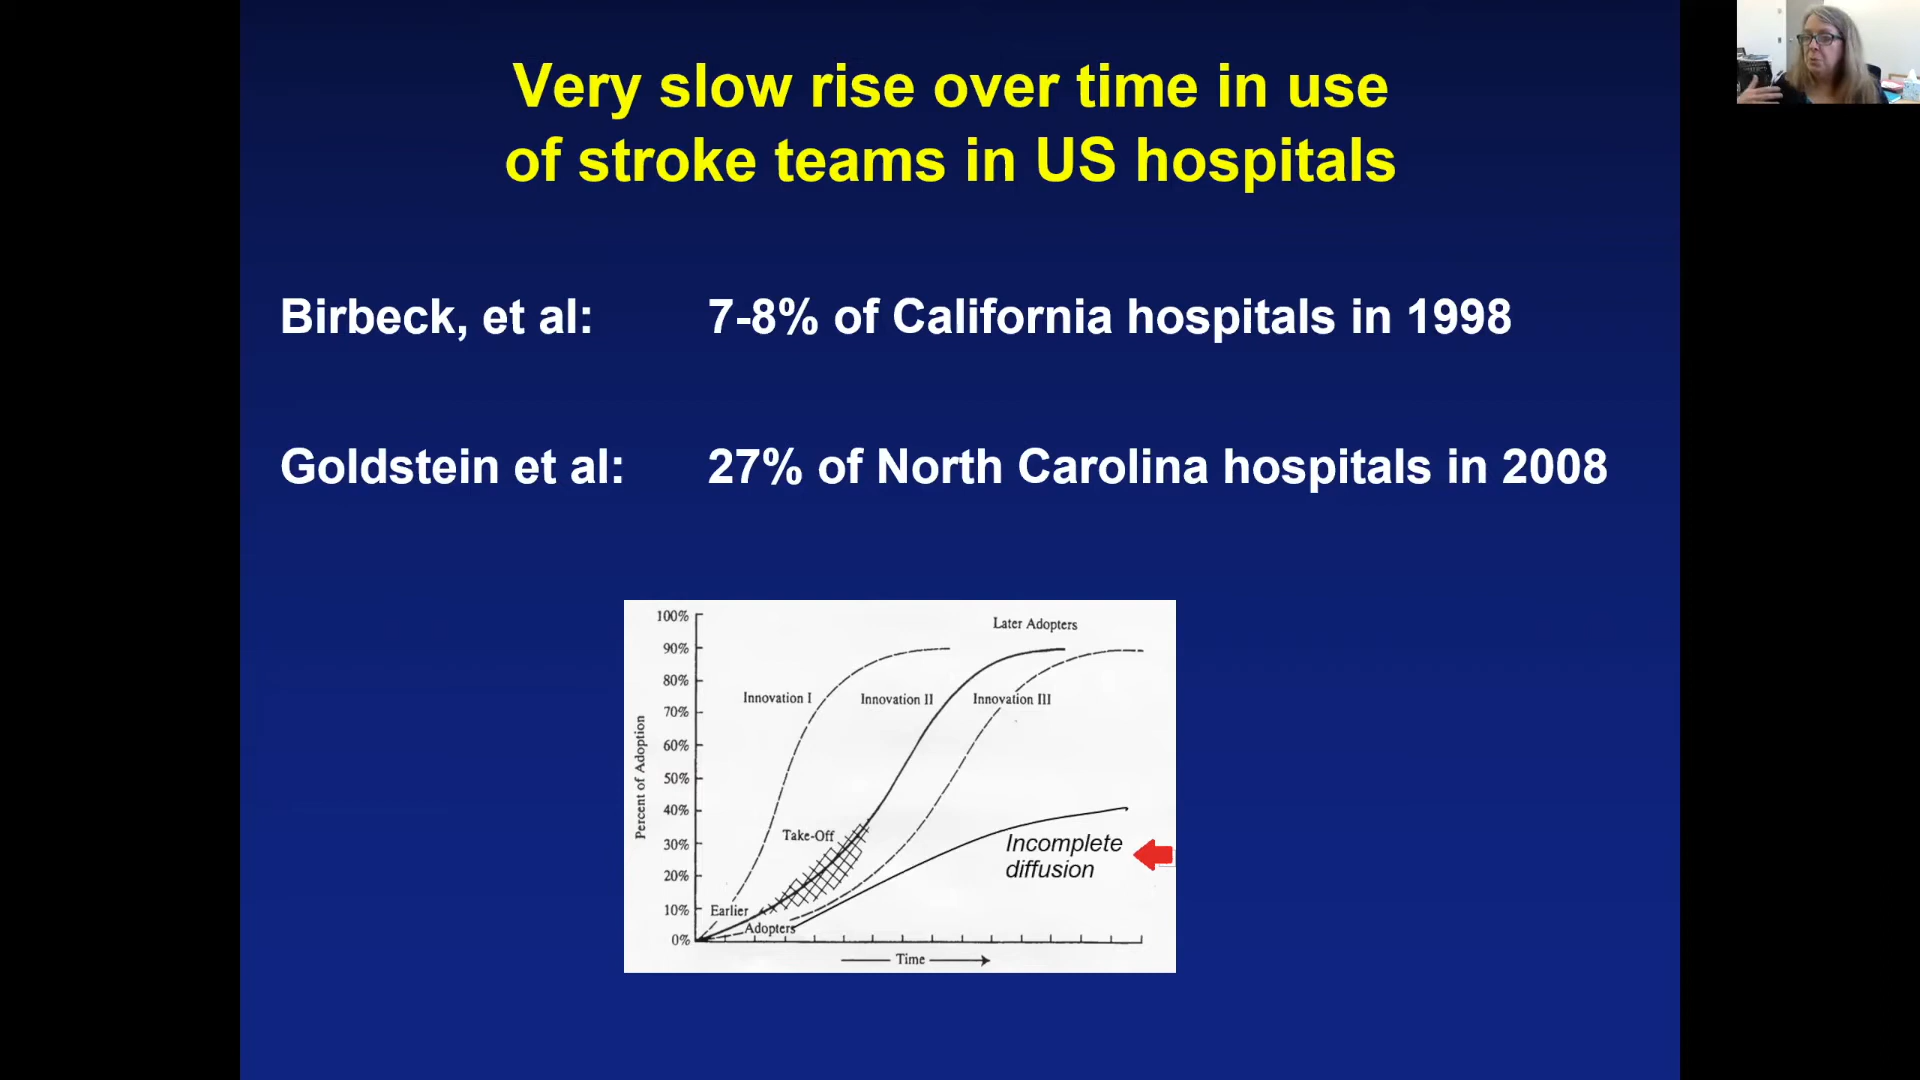 Very slow rise over time in use
of stroke teams in US hospitals
Birbeck, et al: 7-8% of California hospitals in 1998
Goldstein et al: 27% of North Carolina hospitals in 2008
100%
90%
80%
70%
60%
50%
40%
30%
20%
10%
0%
Percent of Adoption
Later Adopters
Innovation I
Innovation II
Innovation III
Take-Off
Incomplete
diffusion
Earlier
Adopters
Time